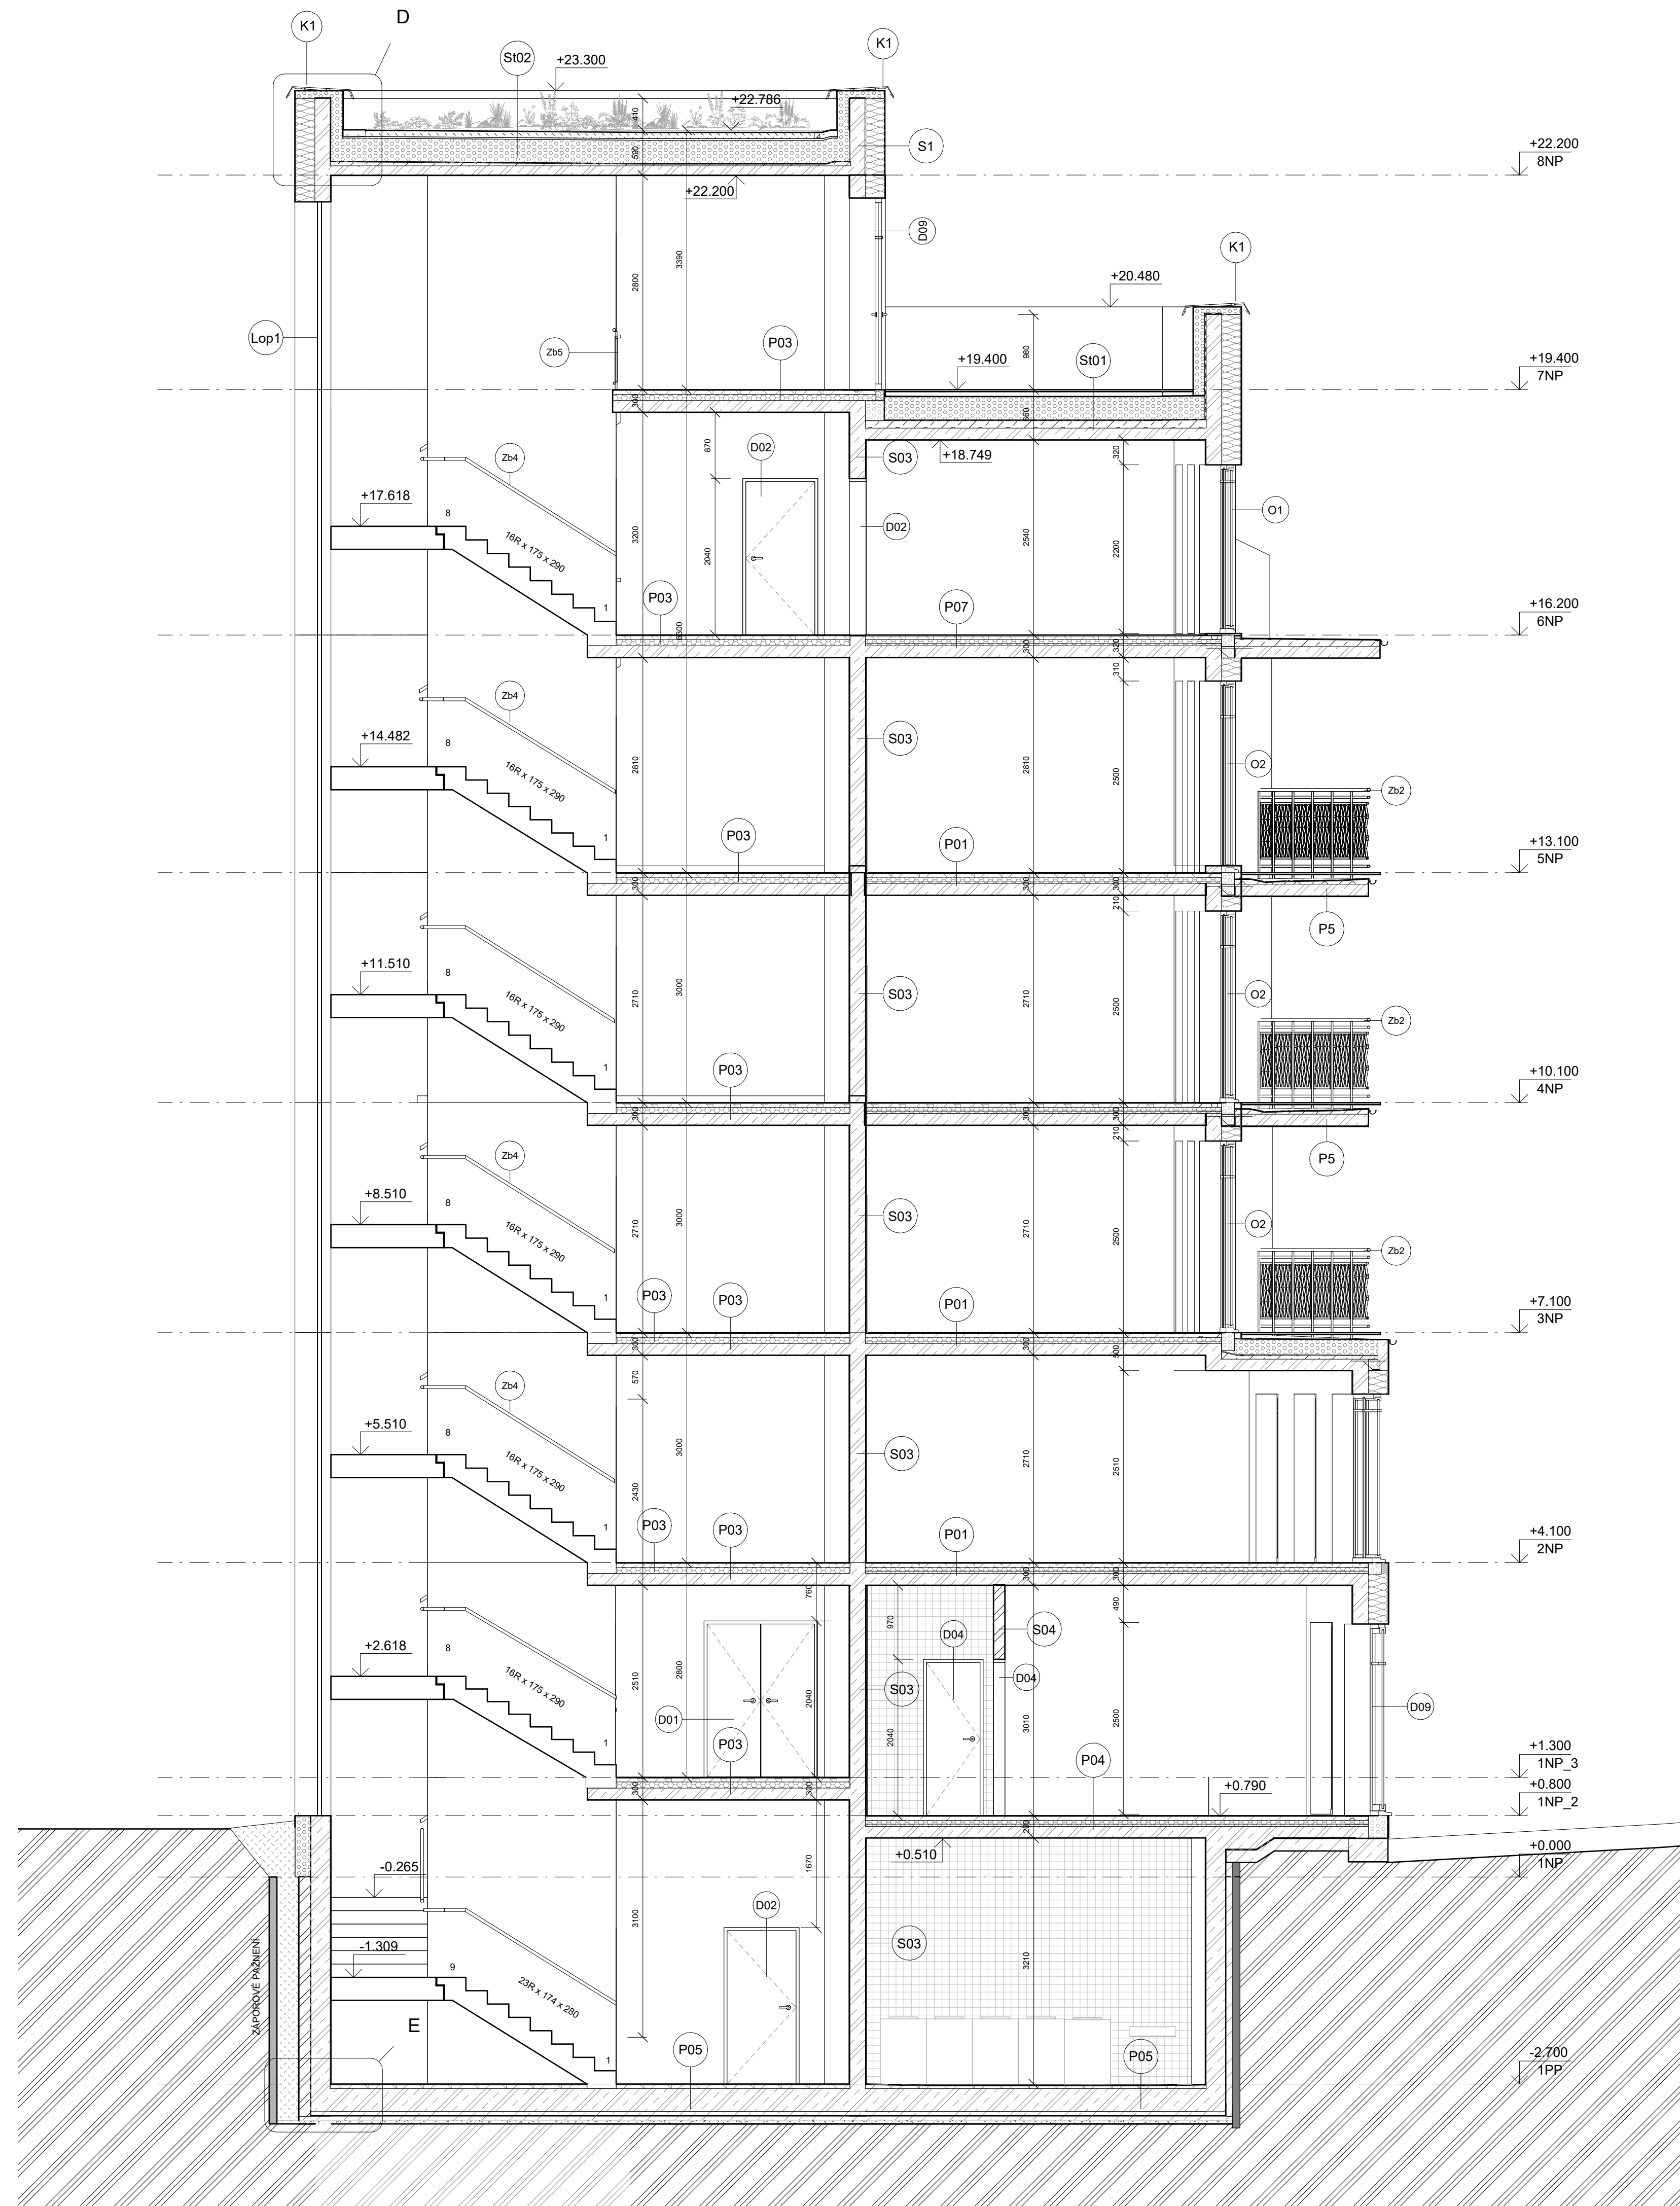 D
K1
K1
St02
+23.300
+22.786
410
590
S1
+22.200
8NP
+22.200
D09
K1
2800
3390
+20.480
Lop1
Zb5
P03
980
St01
+19.400
+19.400
7NP
300
560
870
D02
S03
+18.749
320
Zb4
+17.618
8
O1
16R x 175 x 290
D02
3200
2040
2540
2200
P03
P07
1
+16.200
6NP
300
320
310
Zb4
S03
+14.482
8
O2
16R x 175 x 290
2810
2810
2500
Zb2
P03
P01
1
+13.100
5NP
300
300
300
210
P5
+11.510
8
S03
O2
16R x 175 x 290
2710
3000
2710
2500
Zb2
P03
1
+10.100
4NP
300
300
300
210
Zb4
P5
+8.510
8
S03
O2
16R x 175 x 290
2710
3000
2710
2500
Zb2
P03
P03
P01
1
+7.100
3NP
300
300
500
570
Zb4
+5.510
8
S03
16R x 175 x 290
2430
3000
2710
2510
P03
P03
P01
1
+4.100
2NP
300
300
760
970
490
D04
S04
+2.618
8
D04
16R x 175 x 290
2510
2800
2040
S03
D01
D09
3010
2500
2040
P03
P04
1
+1.300
1NP_3
+0.790
+0.800
1NP_2
300
300
290
+0.510
+0.000
1NP
-0.265
1670
D02
3100
S03
ZÁPOROVÉ PAŽNENÍ
-1.309
9
23R x 174 x 280
3210
E
P05
P05
1
-2.700
1PP